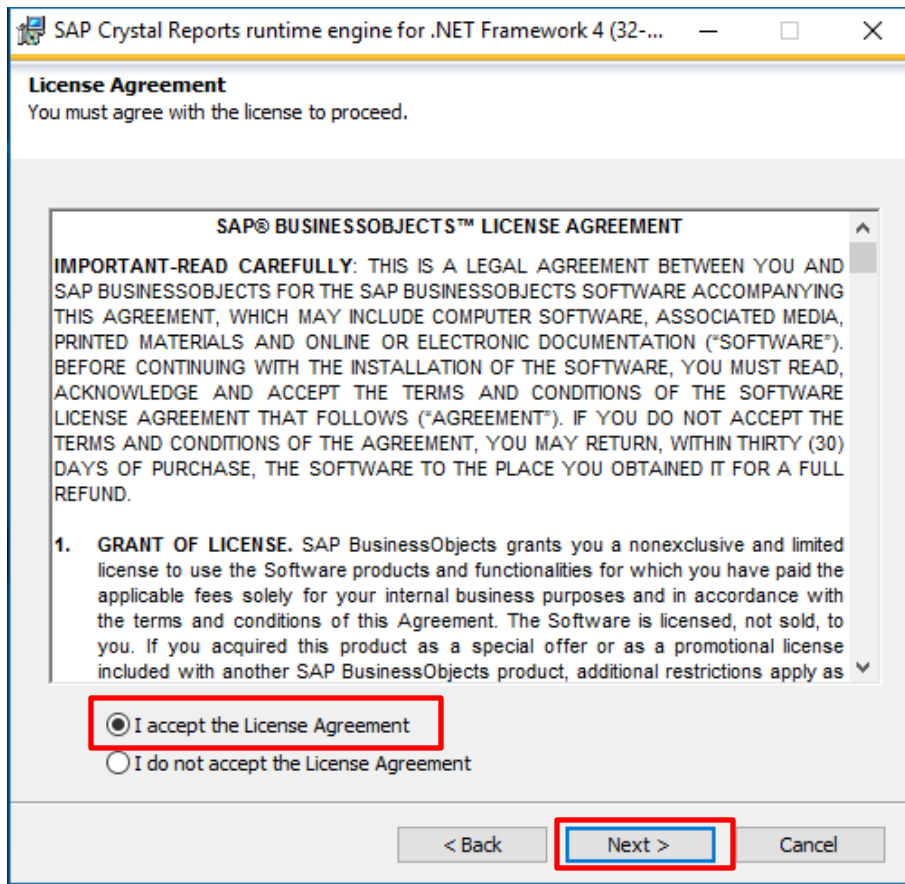 SAP Crystal Reports runtime engine for .NET Framework 4 (32-...
License Agreement
You must agree with the license to proceed.
SAP® BUSINESSOBJECTS™ LICENSE AGREEMENT
IMPORTANT-READ CAREFULLY: THIS IS A LEGAL AGREEMENT BETWEEN YOU AND
SAP BUSINESSOBJECTS FOR THE SAP BUSINESSOBJECTS SOFTWARE ACCOMPANYING
THIS AGREEMENT, WHICH MAY INCLUDE COMPUTER SOFTWARE, ASSOCIATED MEDIA,
PRINTED MATERIALS AND ONLINE OR ELECTRONIC DOCUMENTATION (“SOFTWARE”).
BEFORE CONTINUING WITH THE INSTALLATION OF THE SOFTWARE, YOU MUST READ,
ACKNOWLEDGE AND ACCEPT THE TERMS AND CONDITIONS OF THE SOFTWARE
LICENSE AGREEMENT THAT FOLLOWS (“AGREEMENT”). IF YOU DO NOT ACCEPT THE
TERMS AND CONDITIONS OF THE AGREEMENT, YOU MAY RETURN, WITHIN THIRTY (30)
DAYS OF PURCHASE, THE SOFTWARE TO THE PLACE YOU OBTAINED IT FOR A FULL
REFUND.
1. GRANT OF LICENSE. SAP BusinessObjects grants you a nonexclusive and limited
license to use the Software products and functionalities for which you have paid the
applicable fees solely for your internal business purposes and in accordance with
the terms and conditions of this Agreement. The Software is licensed, not sold, to
you. If you acquired this product as a special offer or as a promotional license
included with another SAP BusinessObjects product, additional restrictions apply as
I accept the License Agreement
I do not accept the License Agreement
< Back
Next >
Cancel